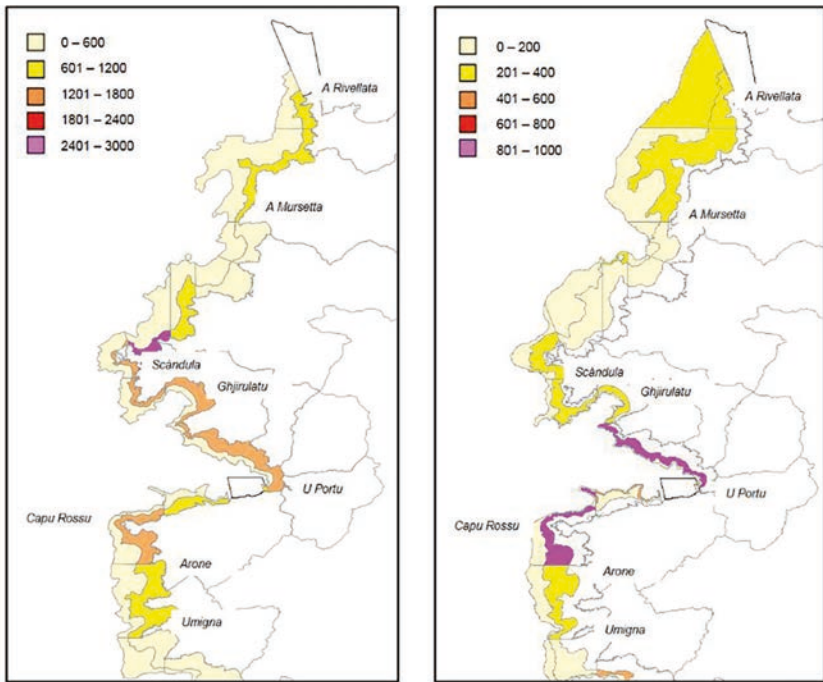 0 – 600
601 – 1200
1201 – 1800
1801 – 2400
2401 – 3000
A Rivellata
A Mursetta
Scàndula
Ghjirulatu
U Portu
Capu Rossu
Arone
Umigna
0 – 200
201 – 400
401 – 600
601 – 800
801 – 1000
A Rivellata
A Mursetta
Scàndula
Ghjirulatu
U Portu
Capu Rossu
Arone
Umigna